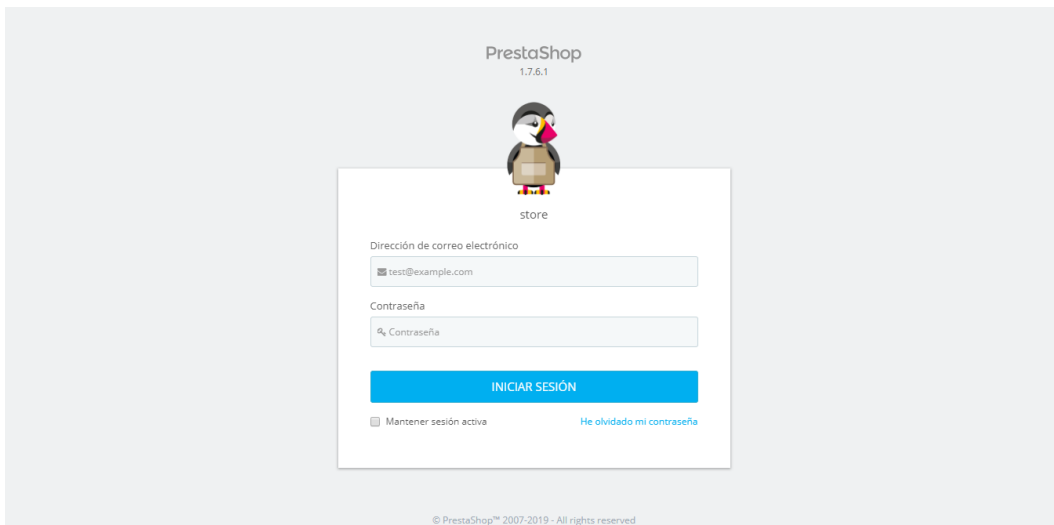 PrestaShop
1.7.6.1
store
Dirección de correo electrónico
test@example.com
Contraseña
Contraseña
INICIAR SESIÓN
Mantener sesión activa He olvidado mi contraseña
© PrestaShop™ 2007-2019 - All rights reserved